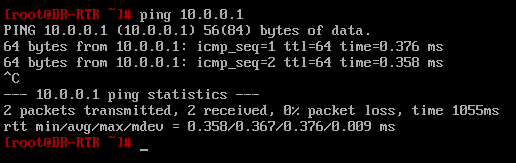 [root@BR-RTR ]# ping 10.0.0.1
PING 10.0.0.1 (10.0.0.1) 56(84) bytes of data.
64 bytes from 10.0.0.1: icmp_seq=1 ttl=64 time=0.376 ms
64 bytes from 10.0.0.1: icmp_seq=2 ttl=64 time=0.358 ms
^C
--- 10.0.0.1 ping statistics ---
2 packets transmitted, 2 received, 0% packet loss, time 1055ms
rtt min/avg/max/mdev = 0.358/0.367/0.376/0.009 ms
[root@BR-RTR ]# _